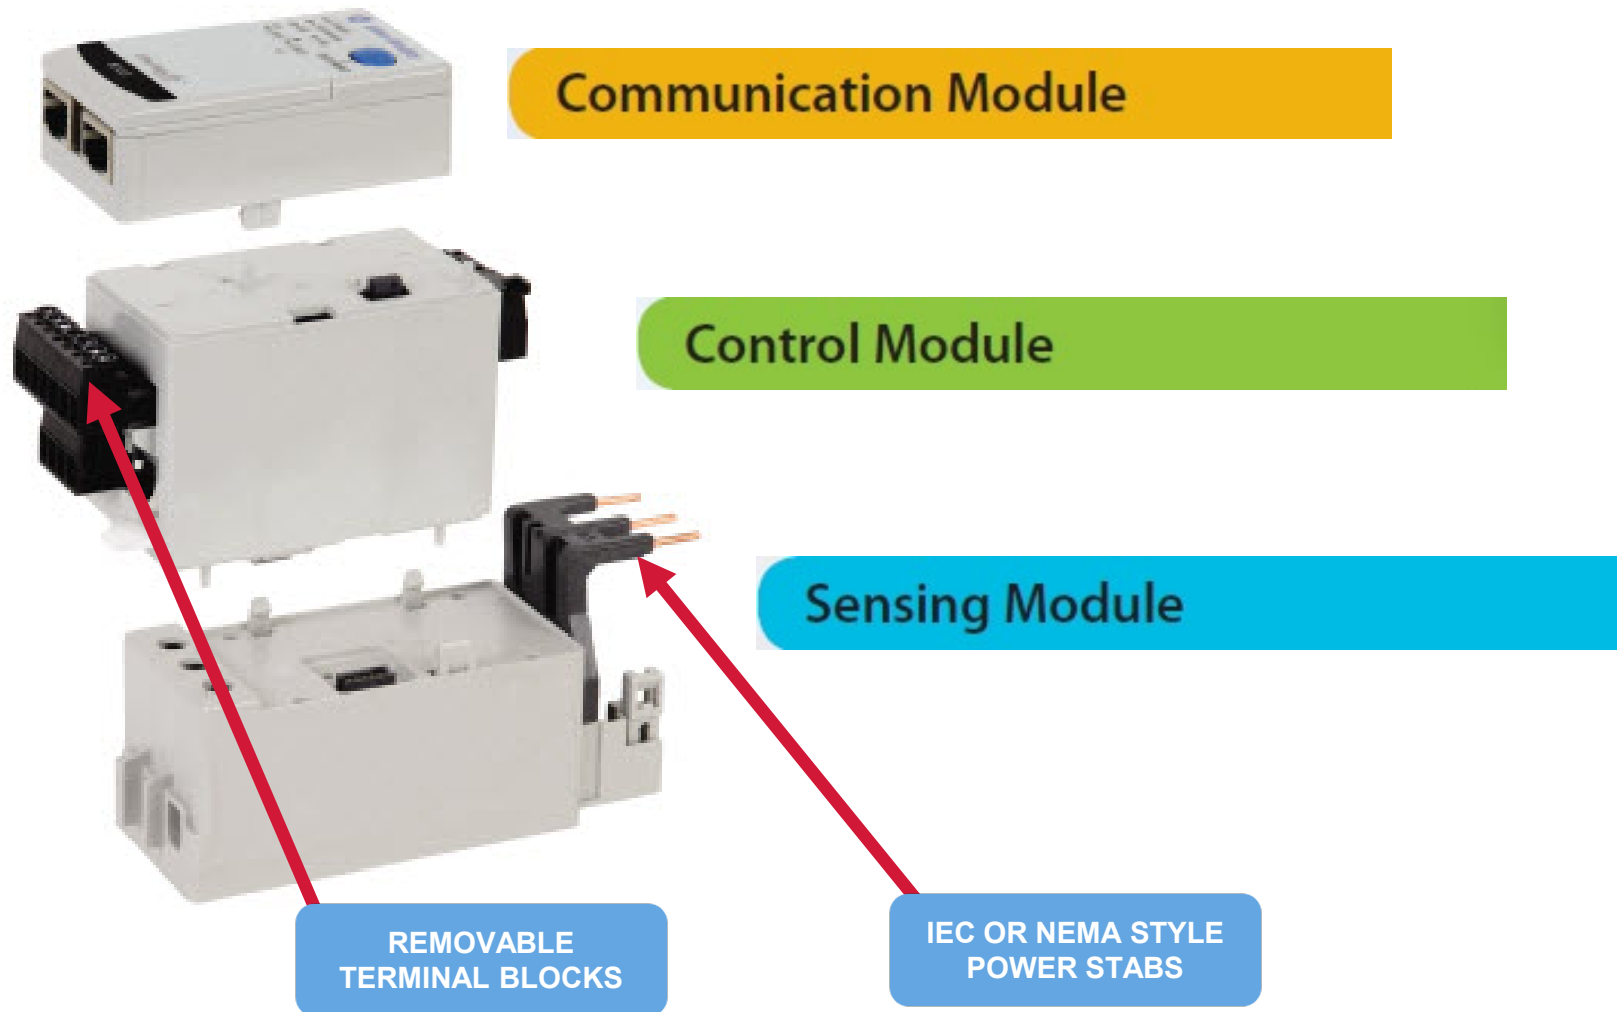 Communication Module
Control Module
Sensing Module
REMOVABLE
TERMINAL BLOCKS
IEC OR NEMA STYLE
POWER STABS